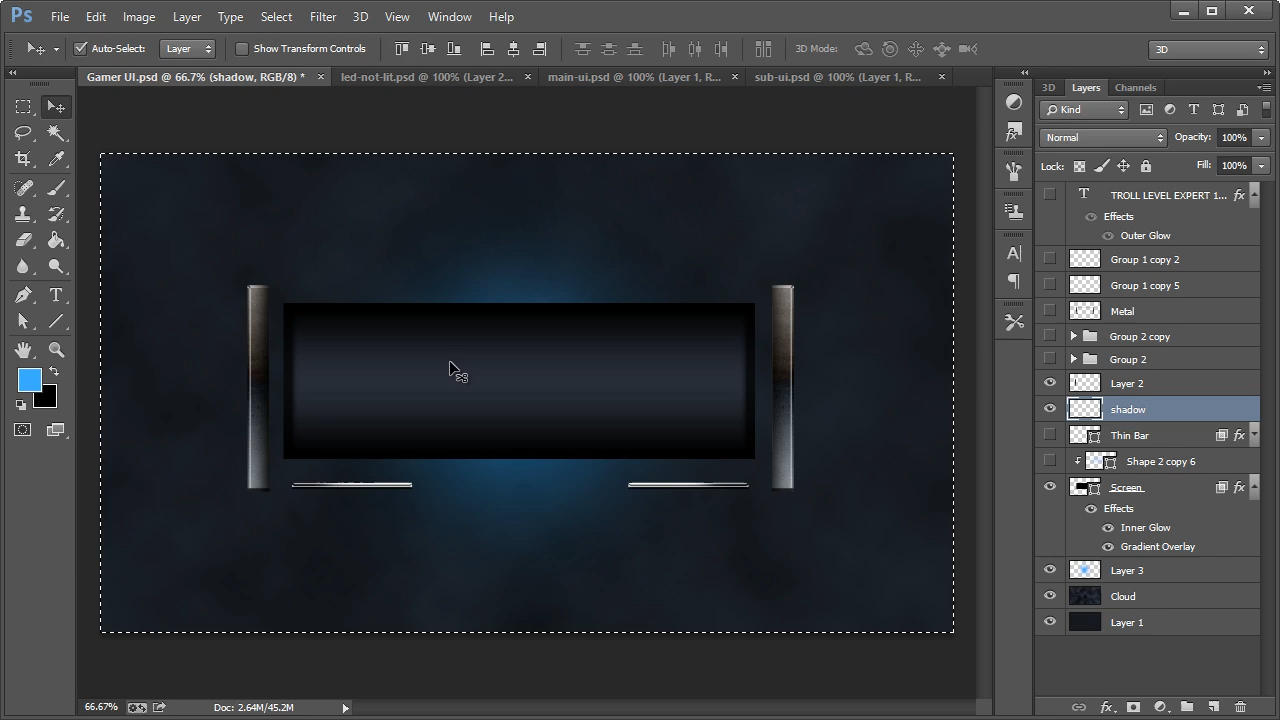 Ps File Edit Image Layer Type Select Filter 3D View Window Help
Auto-Select: Layer Show Transform Controls 3D Mode: 3D
Gamer UI.psd @ 66.7% (shadow, RGB/8) * × led-not-lit.psd @ 100% (Layer 2... × main-ui.psd @ 100% (Layer 1, R... × sub-ui.psd @ 100% (Layer 1, R... ×
3D Layers Channels
Kind
Normal Opacity: 100%
Lock: Fill: 100%
TROLL LEVEL EXPERT 1... fx
Effects
Outer Glow
Group 1 copy 2
Group 1 copy 5
Metal
Group 2 copy
Group 2
Layer 2
shadow
Thin Bar fx
Shape 2 copy 6
Screen fx
Effects
Inner Glow
Gradient Overlay
Layer 3
Cloud
Layer 1
66.67% Doc: 2.64M/45.2M